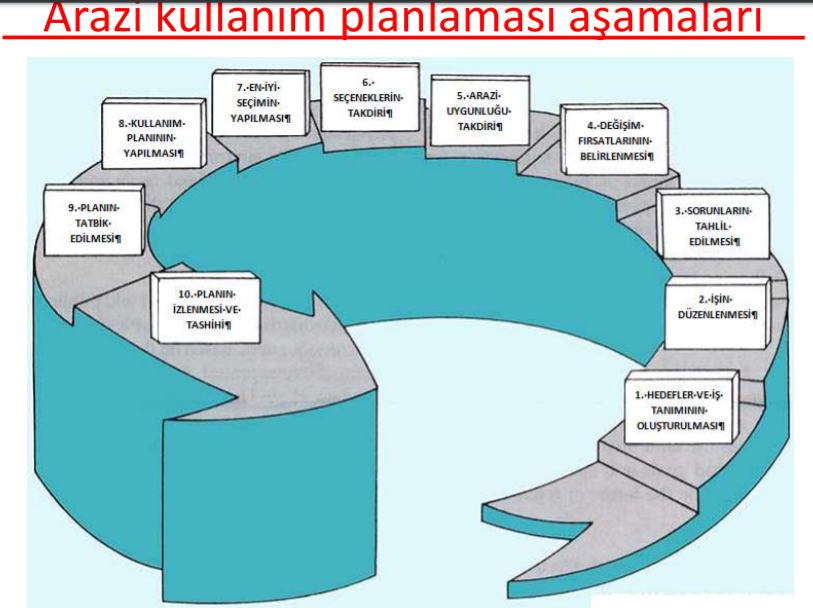 Arazi kullanım planlaması aşamaları
7.·EN·İYİ·
SEÇİMİN·
YAPILMASI¶
6.·
SEÇENEKLERİN·
TAKDİRİ¶
5.·ARAZİ·
UYGUNLUĞU·
TAKDİRİ¶
8.·KULLANIM·
PLANININ·
YAPILMASI¶
4.·DEĞİŞİM·
FIRSATLARININ·
BELİRLENMESİ¶
9.·PLANIN·
TATBİK·
EDİLMESİ¶
3.·SORUNLARIN·
TAHLİL·
EDİLMESİ¶
10.·PLANIN·
İZLENMESİ·VE·
TASHİHİ¶
2.·İŞİN·
DÜZENLENMESİ¶
1.·HEDEFLER·VE·İŞ·
TANIMININ·
OLUŞTURULMASI¶